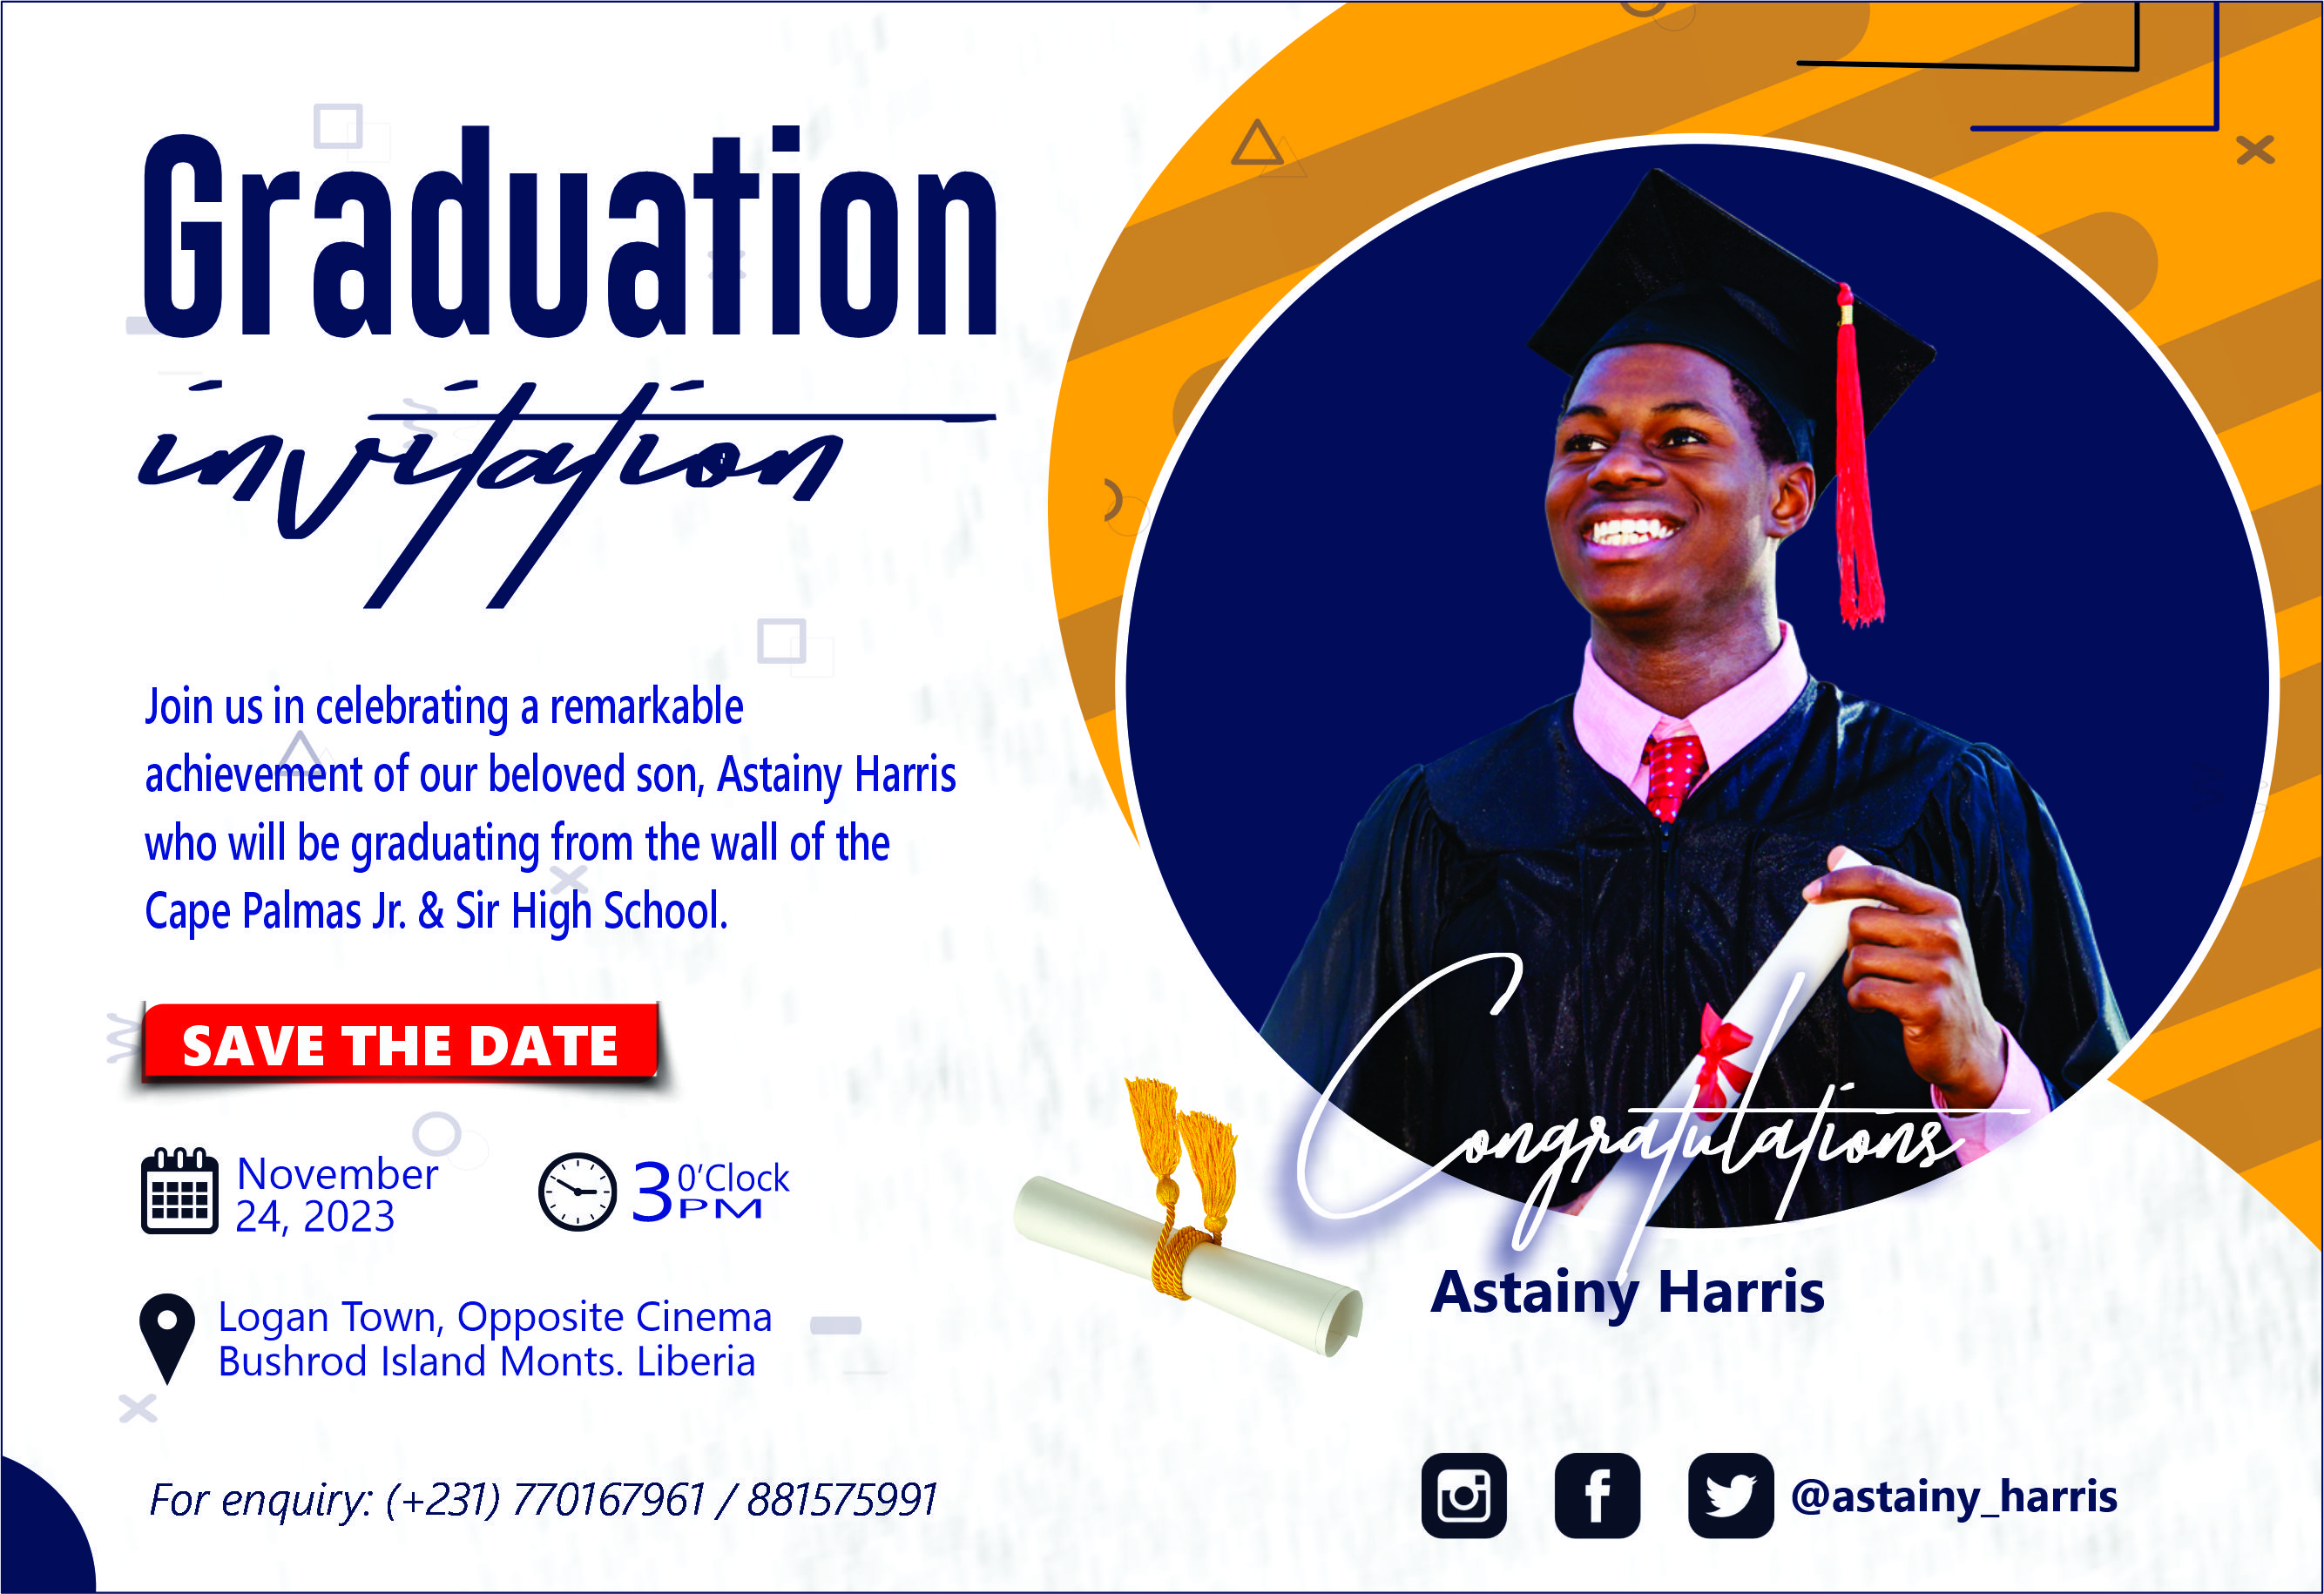 Graduation
invitation
Join us in celebrating a remarkable
achievement of our beloved son, Astainy Harris
who will be graduating from the wall of the
Cape Palmas Jr. & Sir High School.
SAVE THE DATE
November
24, 2023
3 0'Clock
PM
Logan Town, Opposite Cinema
Bushrod Island Monts. Liberia
For enquiry: (+231) 770167961 / 881575991
Congratulations
Astainy Harris
@astainy_harris